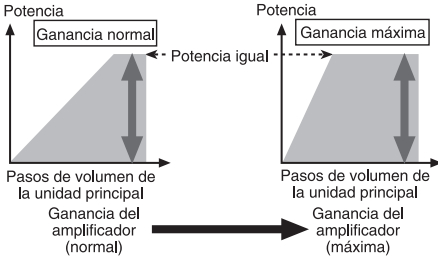 Potencia
Ganancia normal
Potencia igual
Potencia
Ganancia máxima
Pasos de volumen de
la unidad principal
Pasos de volumen de
la unidad principal
Ganancia del
amplificador
(normal)
Ganancia del
amplificador
(máxima)